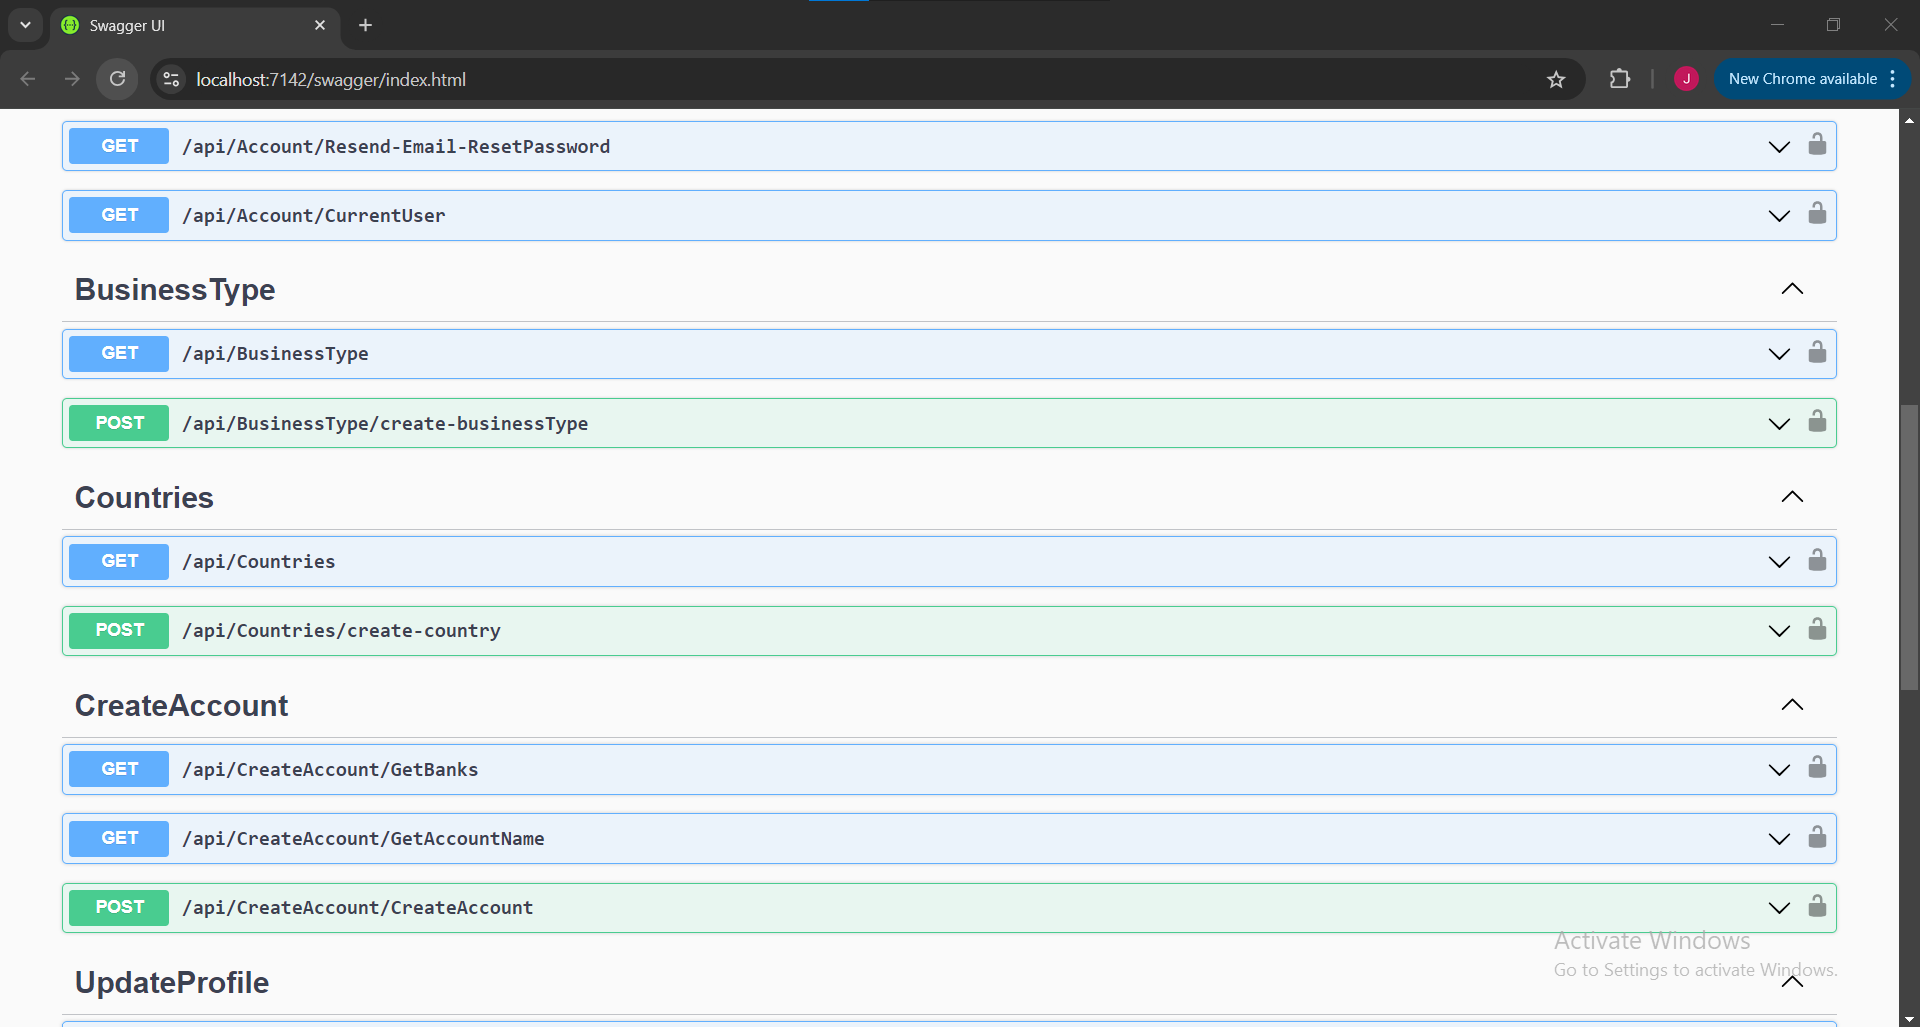 Swagger UI
localhost:7142/swagger/index.html
J
New Chrome available
GET /api/Account/Resend-Email-ResetPassword
GET /api/Account/CurrentUser
BusinessType
GET /api/BusinessType
POST /api/BusinessType/create-businessType
Countries
GET /api/Countries
POST /api/Countries/create-country
CreateAccount
GET /api/CreateAccount/GetBanks
GET /api/CreateAccount/GetAccountName
POST /api/CreateAccount/CreateAccount
Activate Windows
Go to Settings to activate Windows.
UpdateProfile